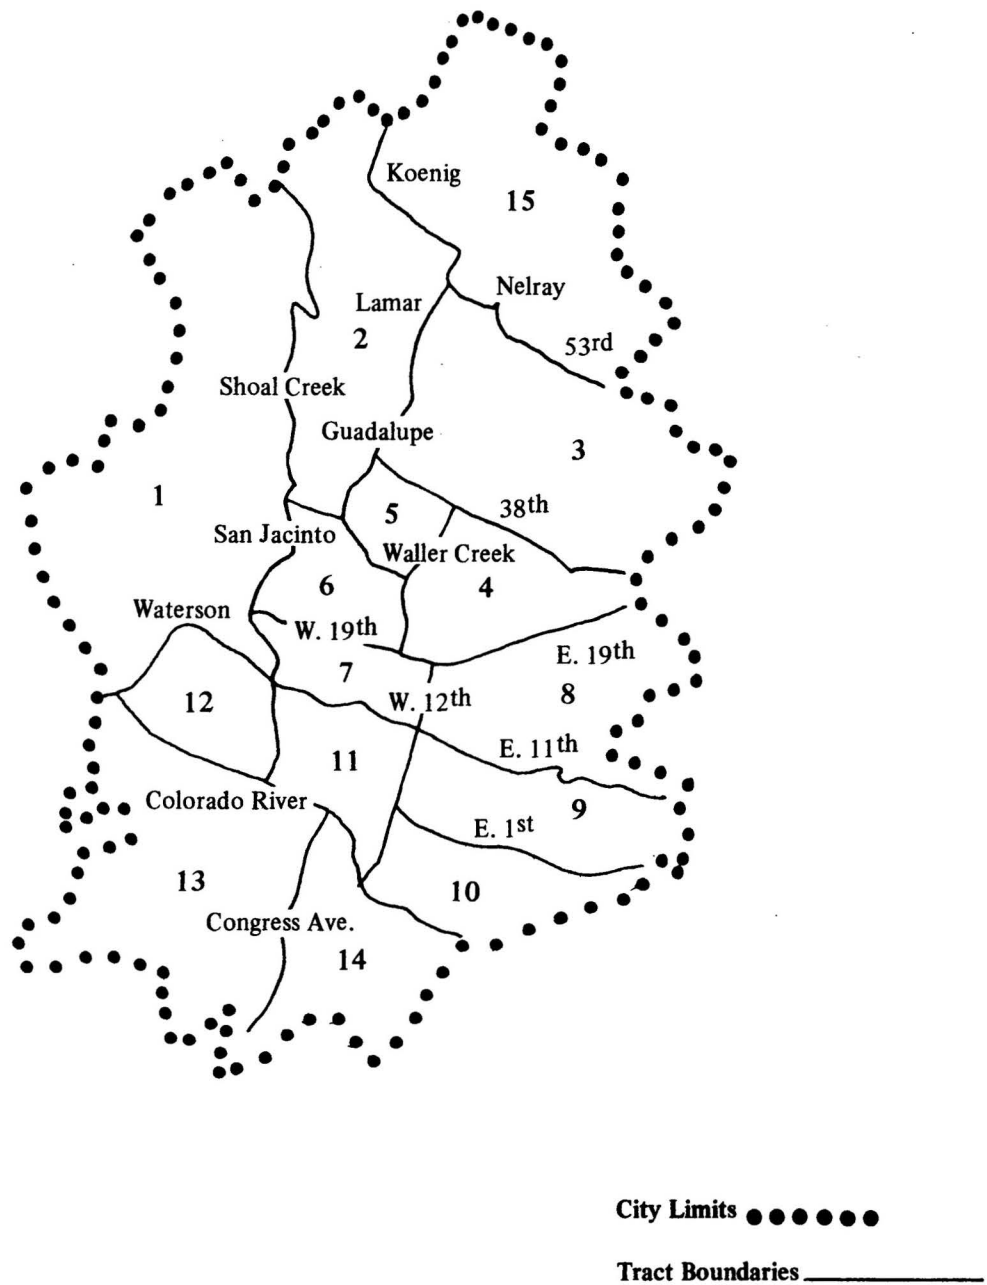 Koenig
15
Nelray
Lamar
2
53rd
Shoal Creek
Guadalupe
3
1
5
38th
San Jacinto
Waller Creek
6
4
Waterson
W. 19th
E. 19th
7
8
12
W. 12th
E. 11th
11
Colorado River
9
E. 1st
13
10
Congress Ave.
14
City Limits
Tract Boundaries